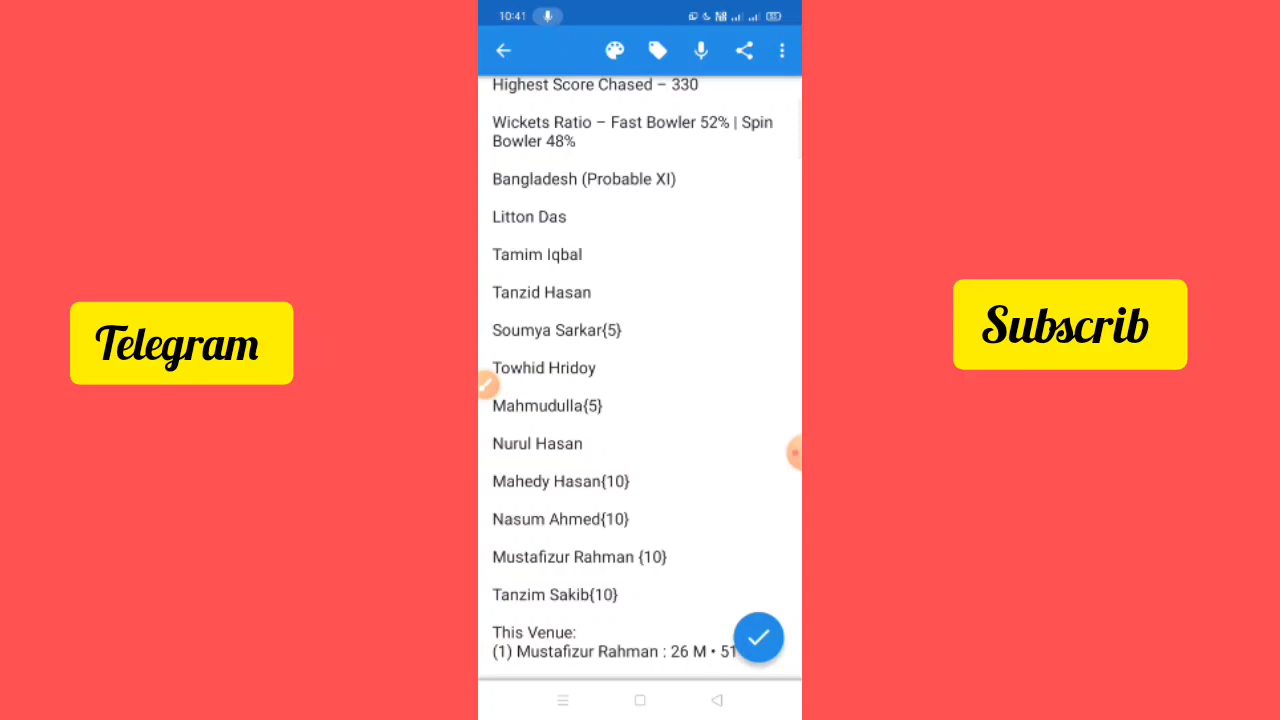 10:41
Highest Score Chased – 330
Wickets Ratio – Fast Bowler 52% | Spin
Bowler 48%
Bangladesh (Probable XI)
Litton Das
Tamim Iqbal
Tanzid Hasan
Soumya Sarkar{5}
Towhid Hridoy
Mahmudulla{5}
Nurul Hasan
Mahedy Hasan{10}
Nasum Ahmed{10}
Mustafizur Rahman {10}
Tanzim Sakib{10}
This Venue:
(1) Mustafizur Rahman : 26 M • 51
Telegram
Subscrib